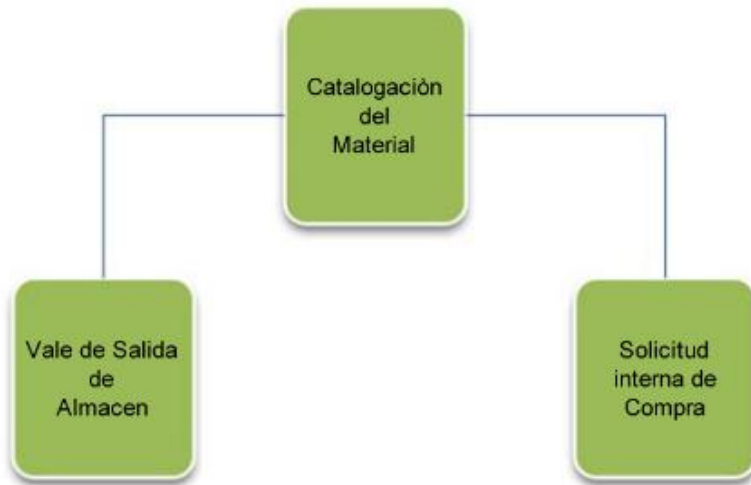 Catalogaciòn
del
Material
Vale de Salida
de
Almacen
Solicitud
interna de
Compra